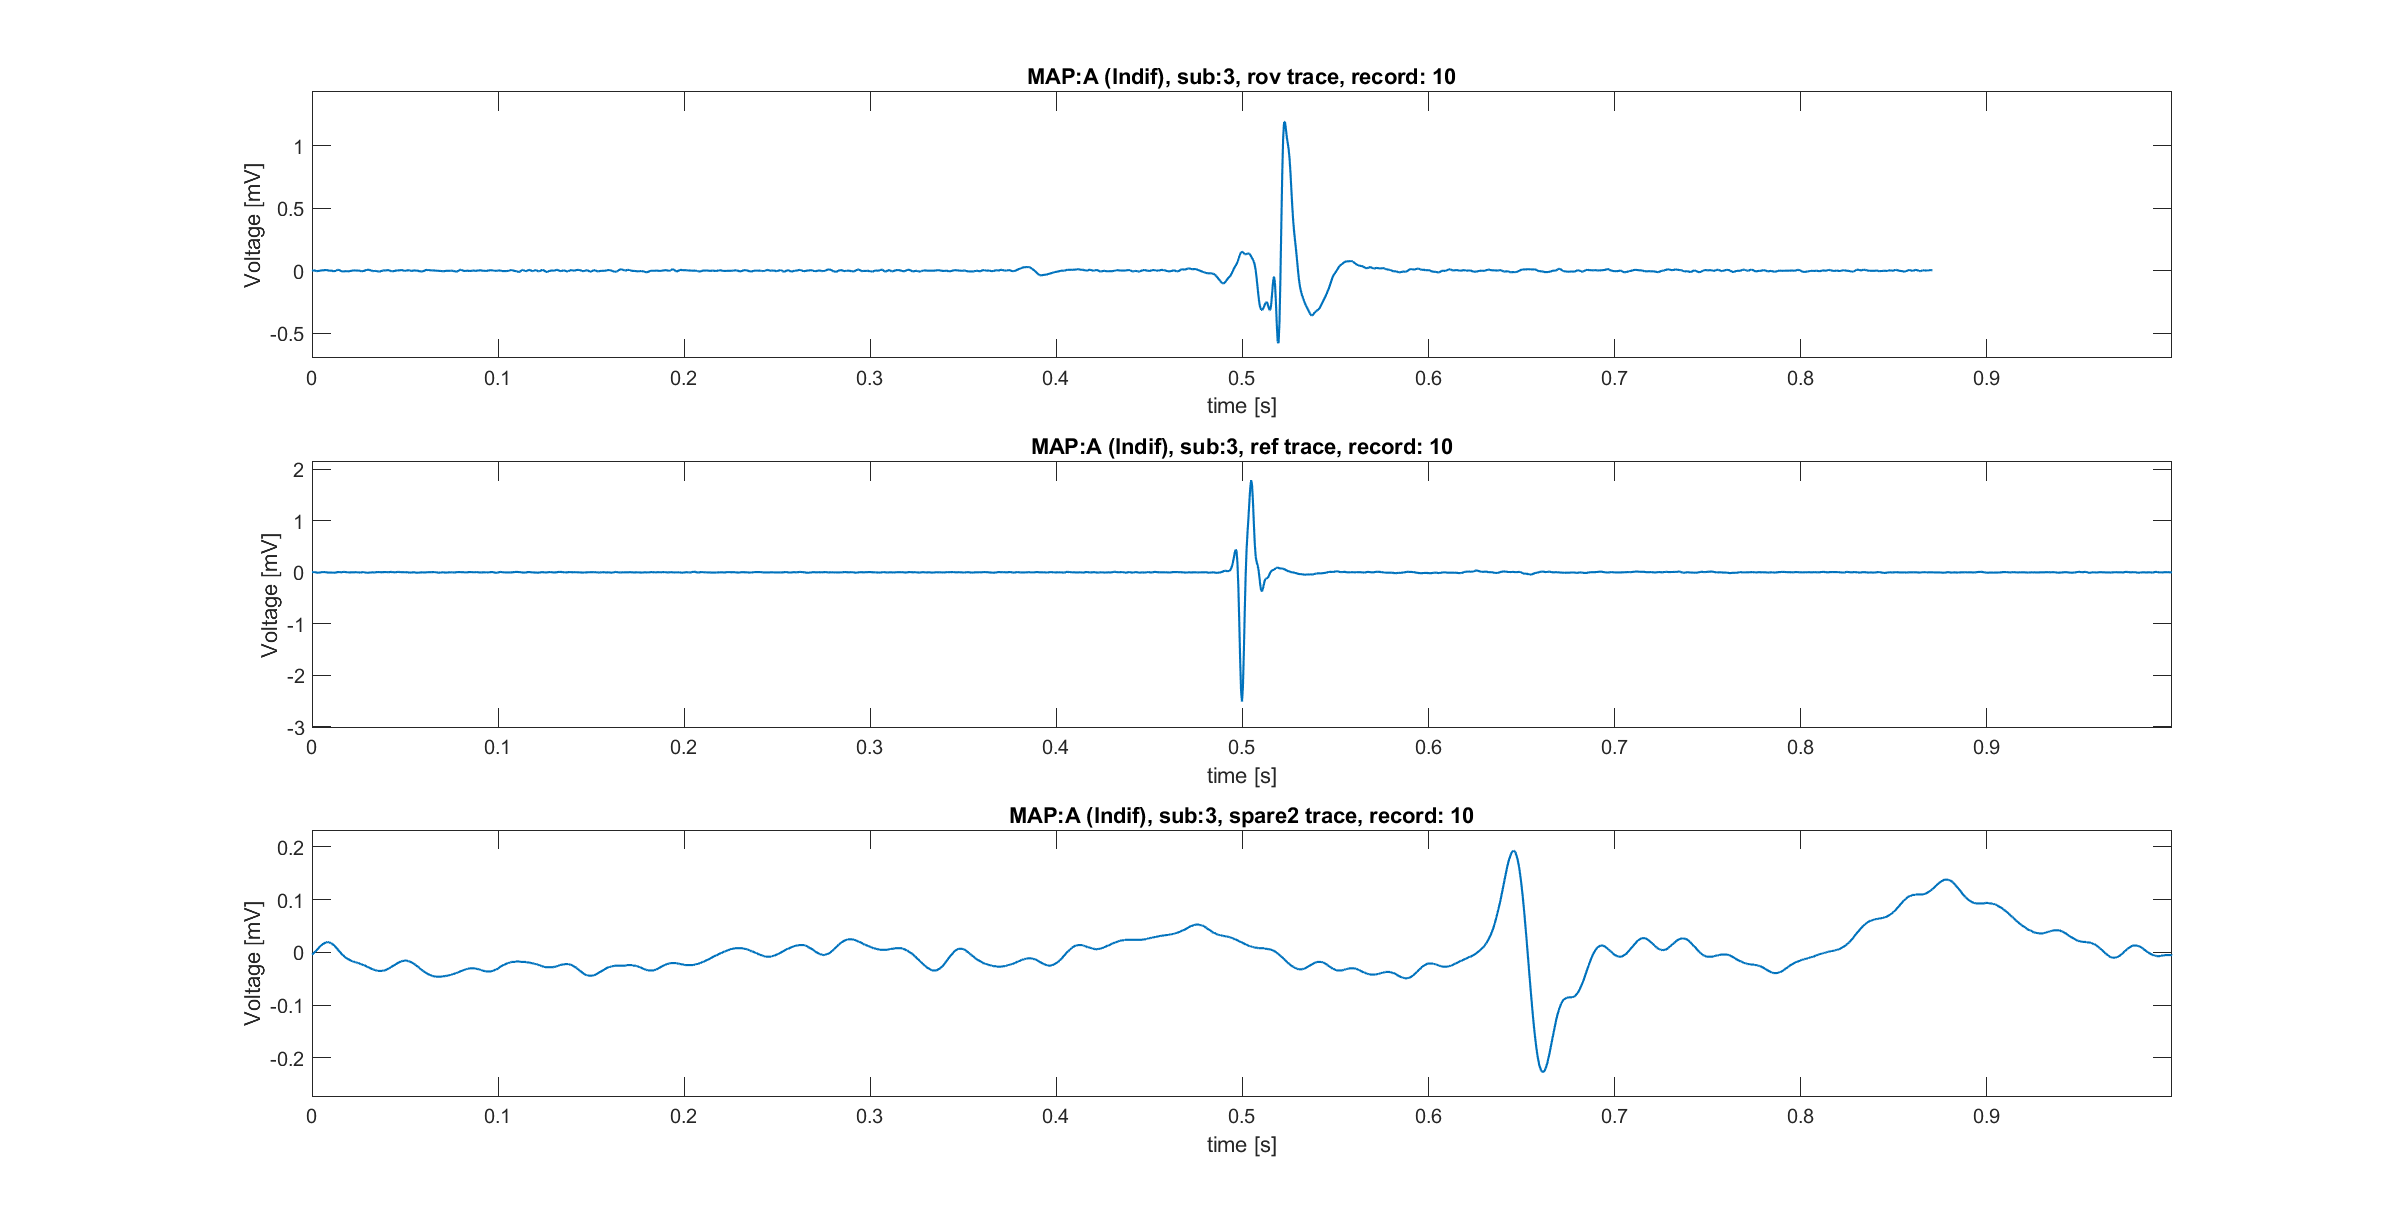 MAP:A (Indif), sub:3, rov trace, record: 10
Voltage [mV]
1
0.5
0
-0.5
0 0.1 0.2 0.3 0.4 0.5 0.6 0.7 0.8 0.9
time [s]
MAP:A (Indif), sub:3, ref trace, record: 10
Voltage [mV]
2
1
0
-1
-2
-3
0 0.1 0.2 0.3 0.4 0.5 0.6 0.7 0.8 0.9
time [s]
MAP:A (Indif), sub:3, spare2 trace, record: 10
Voltage [mV]
0.2
0.1
0
-0.1
-0.2
0 0.1 0.2 0.3 0.4 0.5 0.6 0.7 0.8 0.9
time [s]